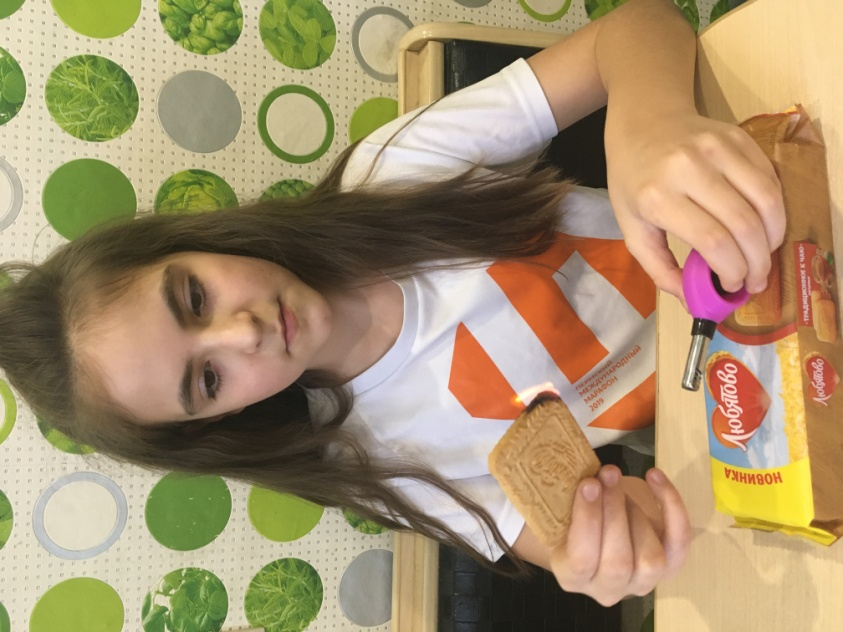 МЕЖДУНАРОДНЫЙ
МАРАФОН
2019
•ТРАДИЦИОННОЕ К ЧАЮ•
Любятово
Любятово
НОВИНКА